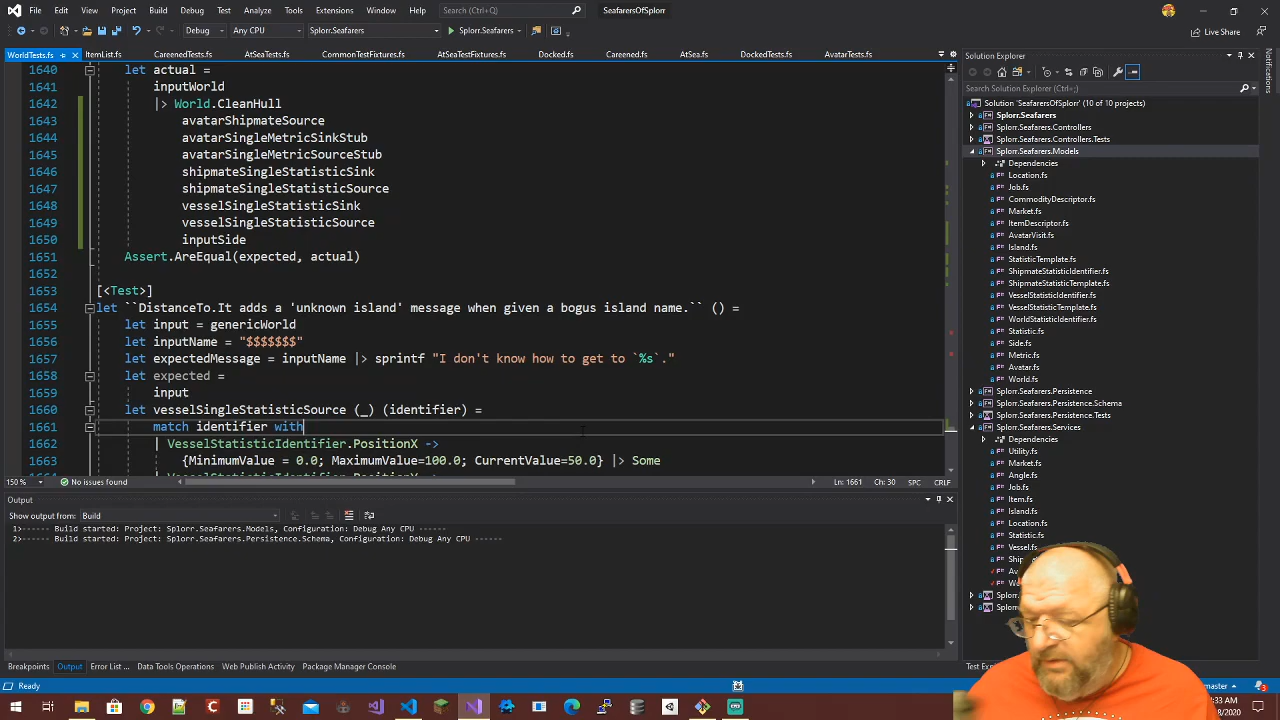 File Edit View Git Project Build Debug Test Analyze Tools Extensions Window Help Search (Ctrl+Q) SeafarersOfSplorr
Debug Any CPU Splorr.Seafarers Splorr.Seafarers Live Share
WorldTests.fs ItemList.fs CareenedTests.fs AtSeaTests.fs CommonTestFixtures.fs AtSeaTestFixtures.fs Docked.fs Careened.fs AtSea.fs DockedTests.fs AvatarTests.fs
1640 let actual =
1641 inputWorld
1642 |> World.CleanHull
1643 avatarShipmateSource
1644 avatarSingleMetricSinkStub
1645 avatarSingleMetricSourceStub
1646 shipmateSingleStatisticSink
1647 shipmateSingleStatisticSource
1648 vesselSingleStatisticSink
1649 vesselSingleStatisticSource
1650 inputSide
1651 Assert.AreEqual(expected, actual)
1652
1653 [<Test>]
1654 let ``DistanceTo.It adds a 'unknown island' message when given a bogus island name.`` () =
1655 let input = genericWorld
1656 let inputName = "$$$$$$$"
1657 let expectedMessage = inputName |> sprintf "I don't know how to get to `%s`."
1658 let expected =
1659 input
1660 let vesselSingleStatisticSource (_) (identifier) =
1661 match identifier with
1662 | VesselStatisticIdentifier.PositionX ->
1663 {MinimumValue = 0.0; MaximumValue=100.0; CurrentValue=50.0} |> Some
150 % No issues found Ln: 1661 Ch: 30 SPC CRLF
Output
Show output from: Build
1>------ Build started: Project: Splorr.Seafarers.Models, Configuration: Debug Any CPU ------
2>------ Build started: Project: Splorr.Seafarers.Persistence.Schema, Configuration: Debug Any CPU ------
Breakpoints Output Error List ... Data Tools Operations Web Publish Activity Package Manager Console
Ready
Solution Explorer
Search Solution Explorer (Ctrl+;)
Solution 'SeafarersOfSplorr' (10 of 10 projects)
Splorr.Seafarers
Splorr.Seafarers.Controllers
Splorr.Seafarers.Controllers.Tests
Splorr.Seafarers.Models
Dependencies
Location.fs
Job.fs
CommodityDescriptor.fs
Market.fs
ItemDescriptor.fs
AvatarVisit.fs
Island.fs
StatisticTemplate.fs
ShipmateStatisticIdentifier.fs
ShipmateStatisticTemplate.fs
VesselStatisticIdentifier.fs
WorldStatisticIdentifier.fs
Statistic.fs
Side.fs
Metric.fs
Avatar.fs
World.fs
Splorr.Seafarers.Persistence
Splorr.Seafarers.Persistence.Schema
Splorr.Seafarers.Persistence.Tests
Splorr.Seafarers.Services
Dependencies
Utility.fs
Market.fs
Angle.fs
Job.fs
Item.fs
Island.fs
Location.fs
Statistic.fs
Vessel.fs
Notifications